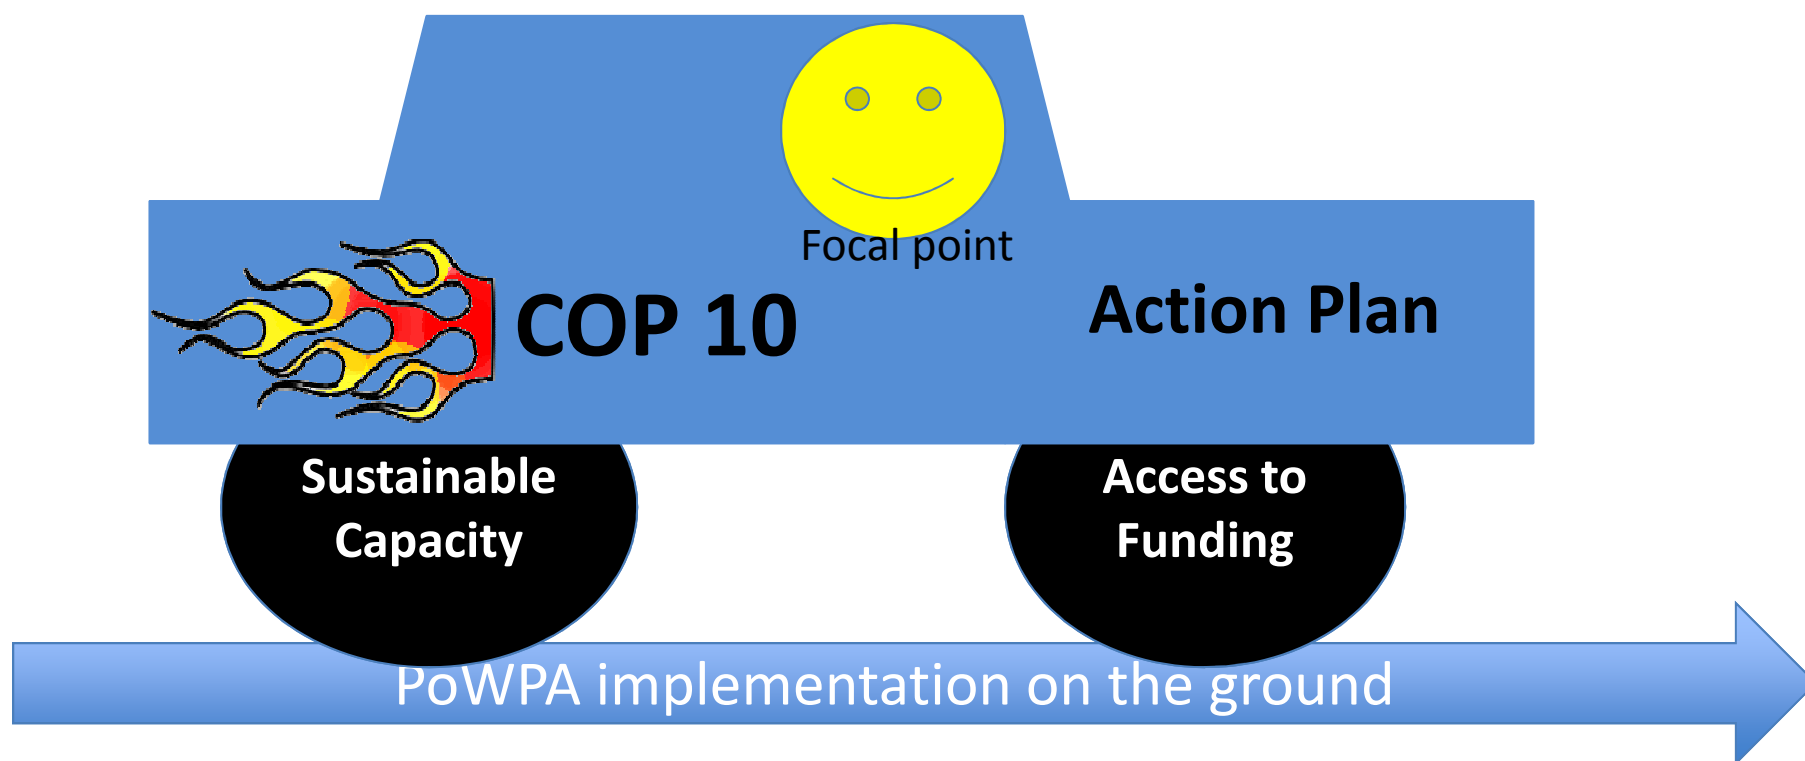 Focal point
COP 10
Action Plan
Sustainable
Capacity
Access to
Funding
PoWPA implementation on the ground